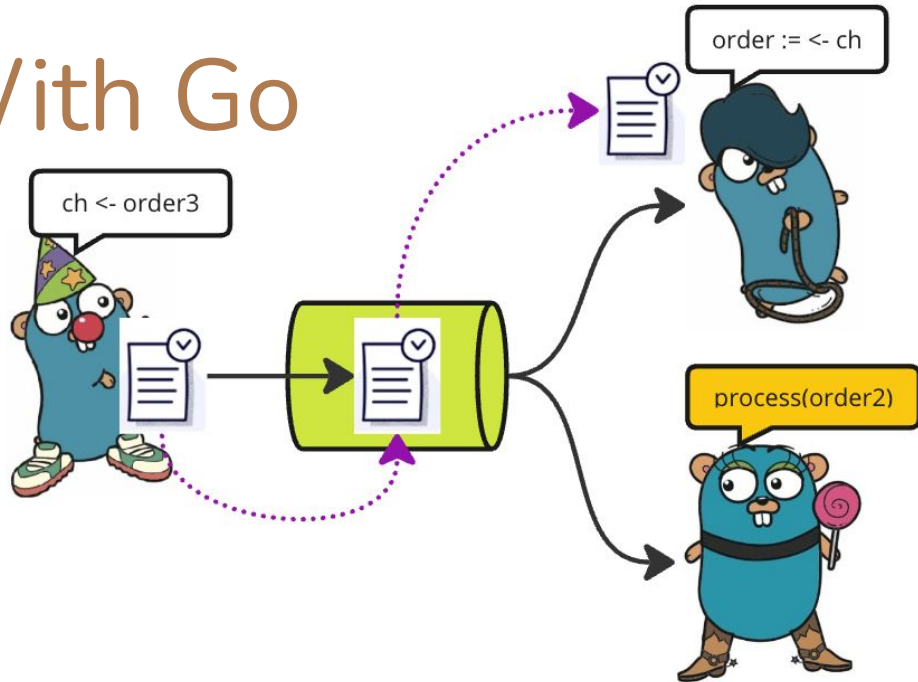 With Go
order := <- ch
ch <- order3
process(order2)